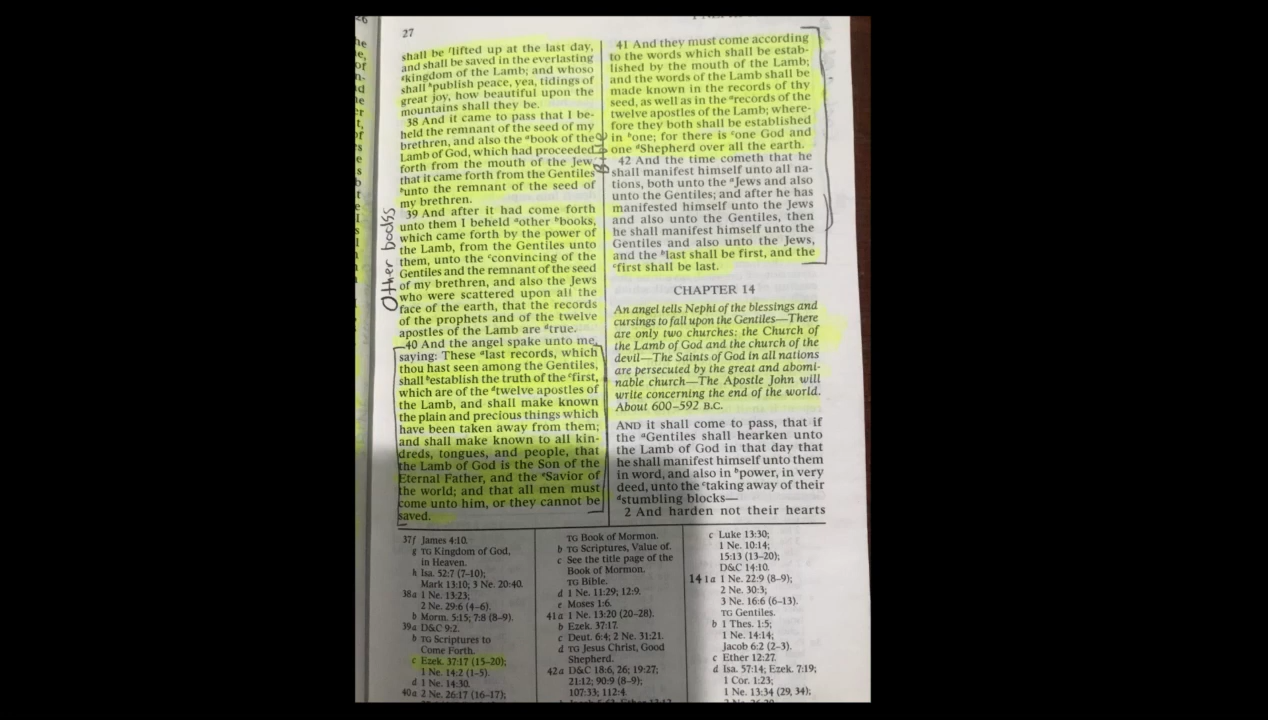 27
shall be flifted up at the last day,
and shall be saved in the everlasting
gkingdom of the Lamb; and whoso
shall hpublish peace, yea, tidings of
great joy, how beautiful upon the
mountains shall they be.
38 And it came to pass that I be-
held the remnant of the seed of my
brethren, and also the abook of the
Lamb of God, which had proceeded
forth from the mouth of the Jew,
that it came forth from the Gentiles
bunto the remnant of the seed of
my brethren.
39 And after it had come forth
unto them I beheld aother bbooks,
which came forth by the power of
the Lamb, from the Gentiles unto
them, unto the cconvincing of the
Gentiles and the remnant of the seed
of my brethren, and also the Jews
who were scattered upon all the
face of the earth, that the records
of the prophets and of the twelve
apostles of the Lamb are dtrue.
40 And the angel spake unto me,
saying: These alast records, which
thou hast seen among the Gentiles,
shall bestablish the truth of the cfirst,
which are of the dtwelve apostles of
the Lamb, and shall make known
the plain and precious things which
have been taken away from them;
and shall make known to all kin-
dreds, tongues, and people, that
the Lamb of God is the Son of the
Eternal Father, and the eSavior of
the world; and that all men must
come unto him, or they cannot be
saved.
Other books
Bible
41 And they must come according
to the words which shall be estab-
lished by the mouth of the Lamb;
and the words of the Lamb shall be
made known in the records of thy
seed, as well as in the arecords of the
twelve apostles of the Lamb; where-
fore they both shall be established
in bone; for there is cone God and
one dShepherd over all the earth.
42 And the time cometh that he
shall manifest himself unto all na-
tions, both unto the aJews and also
unto the Gentiles; and after he has
manifested himself unto the Jews
and also unto the Gentiles, then
he shall manifest himself unto the
Gentiles and also unto the Jews,
and the blast shall be first, and the
cfirst shall be last.
CHAPTER 14
An angel tells Nephi of the blessings and
cursings to fall upon the Gentiles—There
are only two churches: the Church of
the Lamb of God and the church of the
devil—The Saints of God in all nations
are persecuted by the great and abomi-
nable church—The Apostle John will
write concerning the end of the world.
About 600–592 B.C.
AND it shall come to pass, that if
the aGentiles shall hearken unto
the Lamb of God in that day that
he shall manifest himself unto them
in word, and also in bpower, in very
deed, unto the ctaking away of their
dstumbling blocks—
2 And harden not their hearts
37f James 4:10.
g TG Kingdom of God,
in Heaven.
h Isa. 52:7 (7–10);
Mark 13:10; 3 Ne. 20:40.
38a 1 Ne. 13:23;
2 Ne. 29:6 (4–6).
b Morm. 5:15; 7:8 (8–9).
39a D&C 9:2.
b TG Scriptures to
Come Forth.
c Ezek. 37:17 (15–20);
1 Ne. 14:2 (1–5).
d 1 Ne. 14:30.
40a 2 Ne. 26:17 (16–17);
TG Book of Mormon.
b TG Scriptures, Value of.
c See the title page of the
Book of Mormon.
TG Bible.
d 1 Ne. 11:29; 12:9.
e Moses 1:6.
41a 1 Ne. 13:20 (20–28).
b Ezek. 37:17.
c Deut. 6:4; 2 Ne. 31:21.
d TG Jesus Christ, Good
Shepherd.
42a D&C 18:6, 26; 19:27;
21:12; 90:9 (8–9);
107:33; 112:4.
c Luke 13:30;
1 Ne. 10:14;
15:13 (13–20);
D&C 14:10.
14 1a 1 Ne. 22:9 (8–9);
2 Ne. 30:3;
3 Ne. 16:6 (6–13).
TG Gentiles.
b 1 Thes. 1:5;
1 Ne. 14:14;
Jacob 6:2 (2–3).
c Ether 12:27.
d Isa. 57:14; Ezek. 7:19;
1 Cor. 1:23;
1 Ne. 13:34 (29, 34);